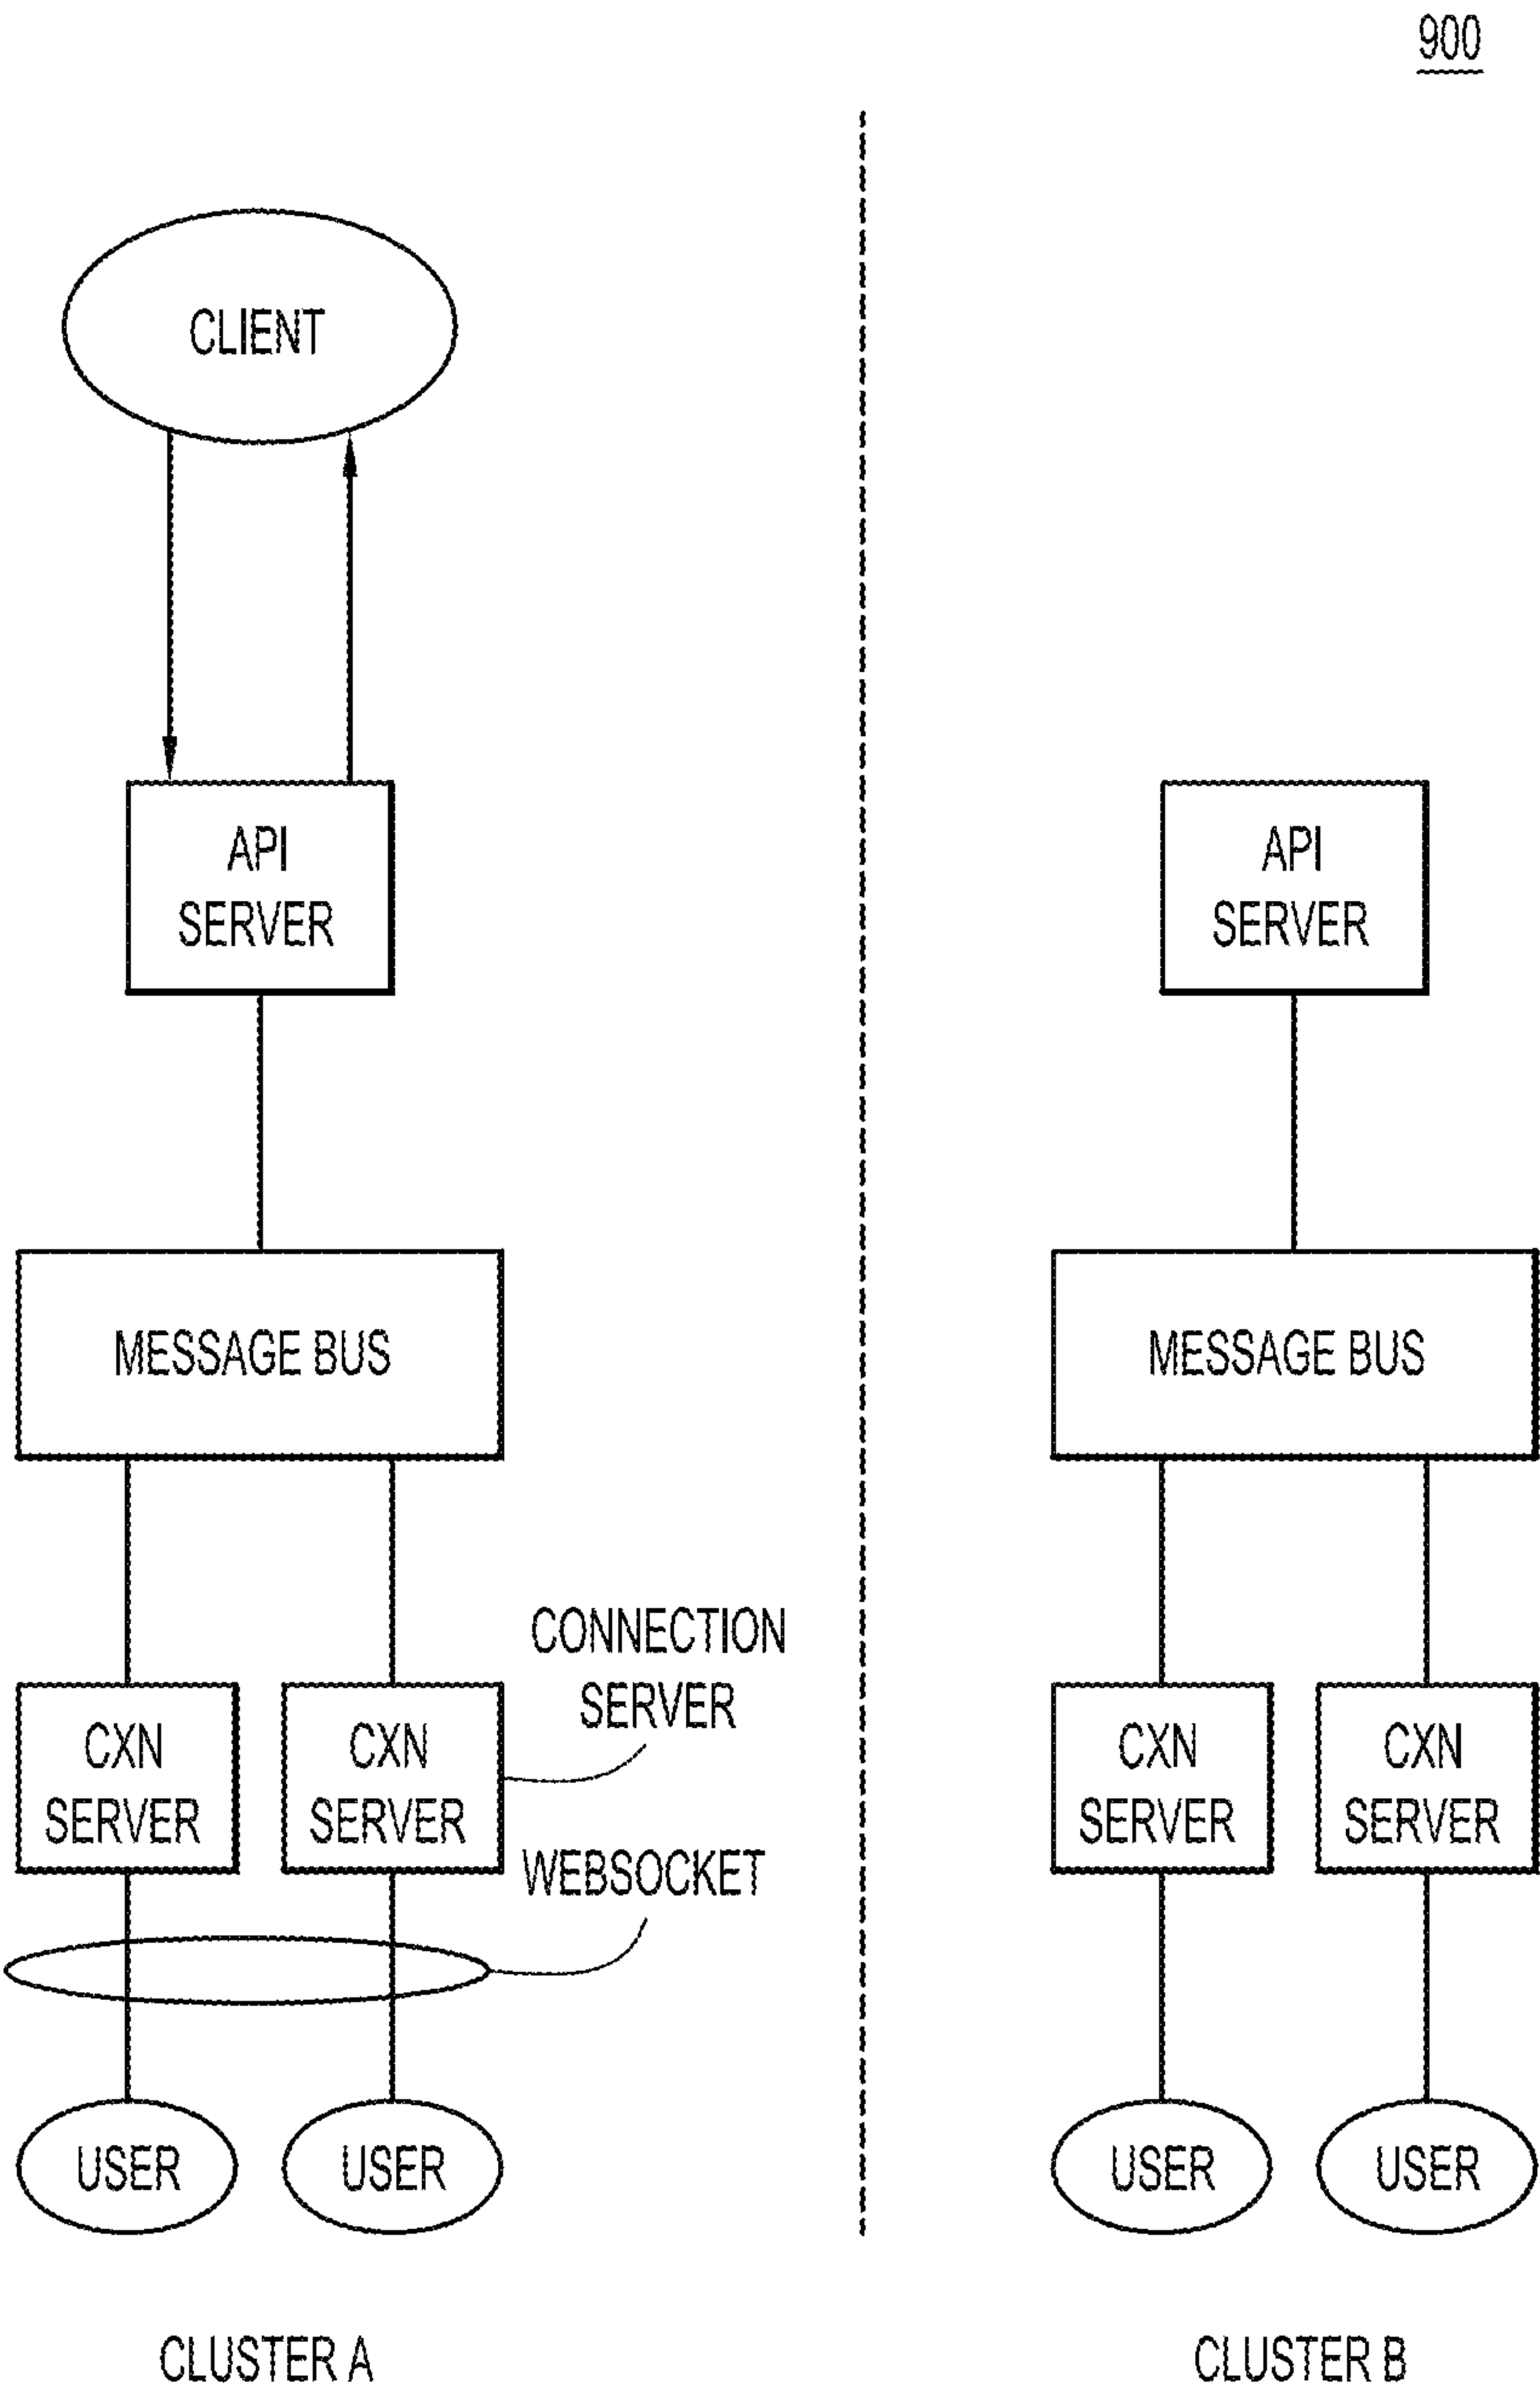 900
CLIENT
API
SERVER
API
SERVER
MESSAGE BUS
MESSAGE BUS
CONNECTION
SERVER
CXN
SERVER
CXN
SERVER
CXN
SERVER
CXN
SERVER
WEBSOCKET
USER
USER
USER
USER
CLUSTER A
CLUSTER B